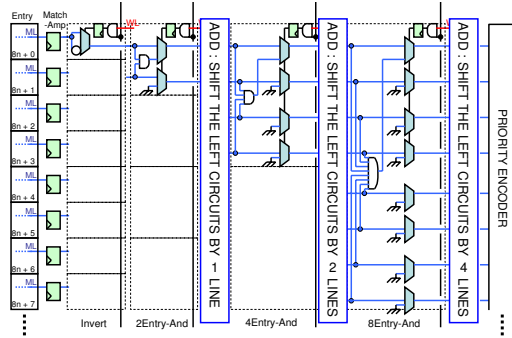 Entry
Match
-Amp
ML
WL
8n + 0
ML
8n + 1
ML
8n + 2
ML
8n + 3
ML
8n + 4
ML
8n + 5
ML
8n + 6
ML
8n + 7
ADD : SHIFT THE LEFT CIRCUITS BY 1 LINE
ADD : SHIFT THE LEFT CIRCUITS BY 2 LINES
ADD : SHIFT THE LEFT CIRCUITS BY 4 LINES
PRIORITY ENCODER
Invert
2Entry-And
4Entry-And
8Entry-And